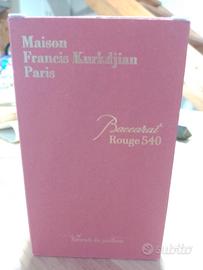 Maison
Francis Kurkdjian
Paris
Baccarat
Rouge 540
Extrait de parfum
subito